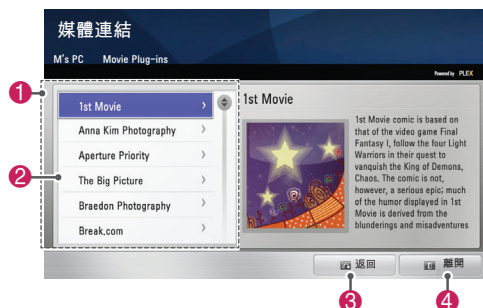 媒體連結
M's PC Movie Plug-ins
Powered by PLEX
1
1st Movie
Anna Kim Photography
Aperture Priority
2
The Big Picture
Braedon Photography
Break.com
1st Movie
1st Movie comic is based on
that of the video game Final
Fantasy I, follow the four Light
Warriors in their quest to
vanquish the King of Demons,
Chaos. The comic is not,
however, a serious epic; much
of the humor displayed in 1st
Movie is derived from the
blunderings and misadventures
返回
離開
3
4